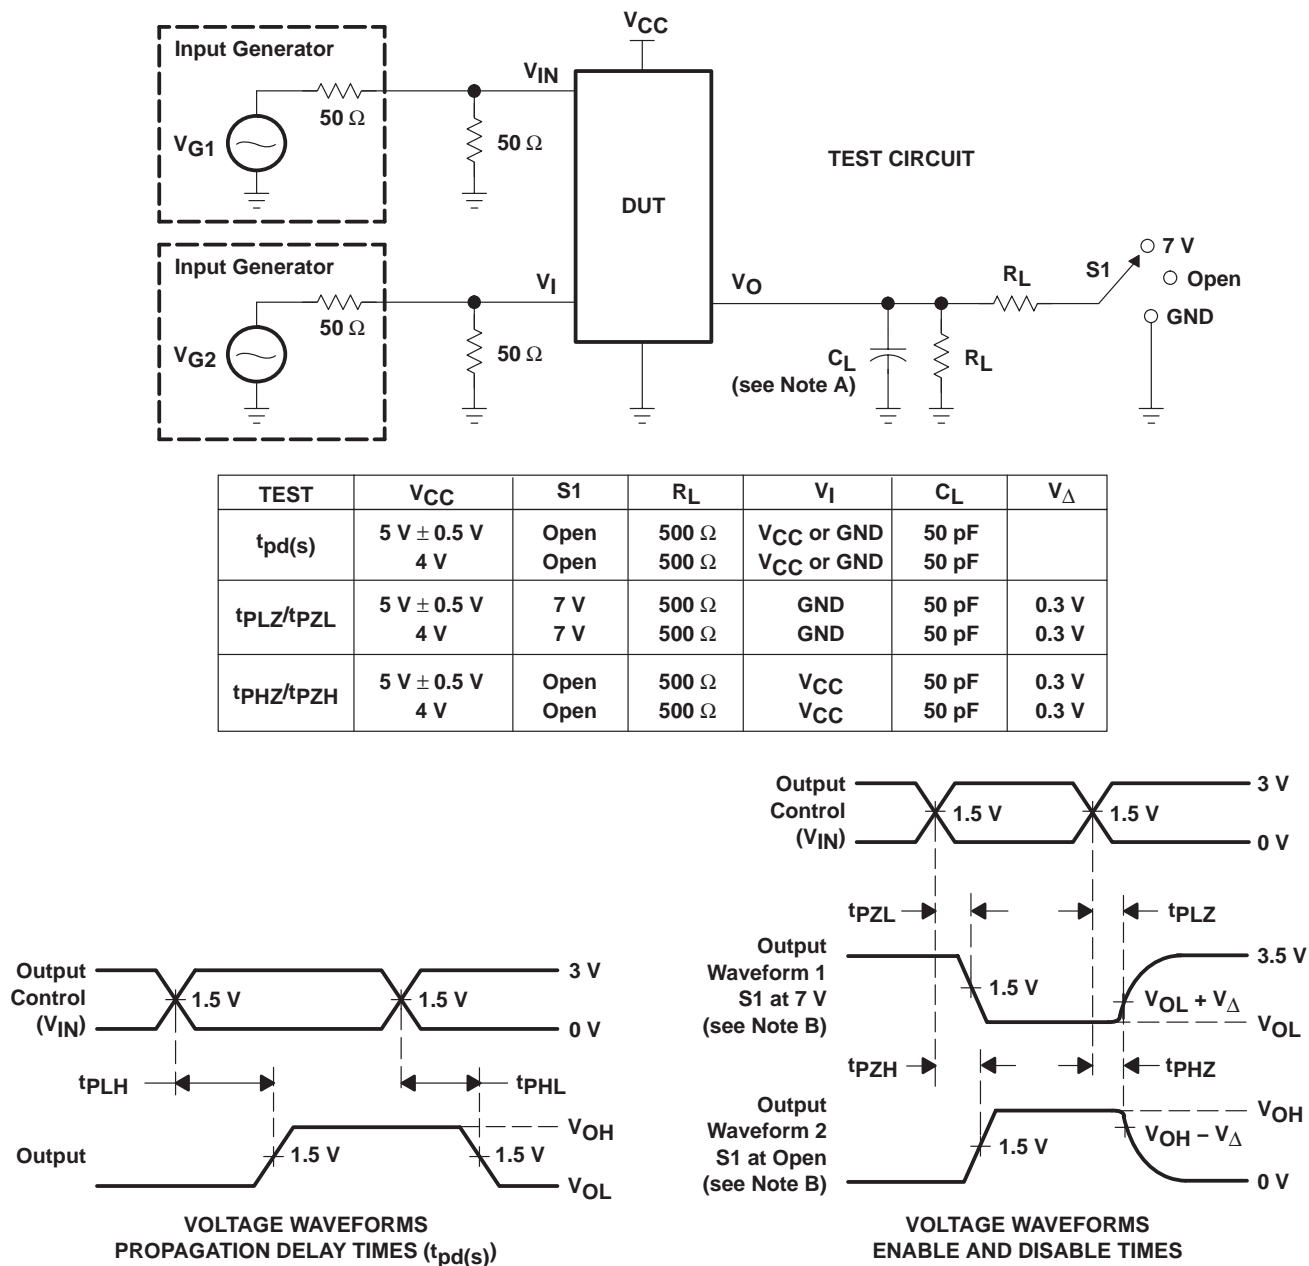 VCC
Input Generator
VIN
50 Ω
50 Ω
VG1
TEST CIRCUIT
DUT
Input Generator
VI
VO
50 Ω
50 Ω
VG2
RL
S1
7 V
Open
GND
CL
(see Note A)
RL
TEST VCC S1 RL VI CL VΔ
tpd(s) 5 V ± 0.5 V Open 500 Ω VCC or GND 50 pF
4 V Open 500 Ω VCC or GND 50 pF
tPLZ/tPZL 5 V ± 0.5 V 7 V 500 Ω GND 50 pF 0.3 V
4 V 7 V 500 Ω GND 50 pF 0.3 V
tPHZ/tPZH 5 V ± 0.5 V Open 500 Ω VCC 50 pF 0.3 V
4 V Open 500 Ω VCC 50 pF 0.3 V
Output
Control
(VIN)
1.5 V
1.5 V
3 V
0 V
tPLH
tPHL
Output
1.5 V
1.5 V
VOH
VOL
VOLTAGE WAVEFORMS
PROPAGATION DELAY TIMES (tpd(s))
Output
Control
(VIN)
1.5 V
1.5 V
3 V
0 V
tPZL
tPLZ
Output
Waveform 1
S1 at 7 V
(see Note B)
1.5 V
3.5 V
VOL + VΔ
VOL
tPZH
tPHZ
Output
Waveform 2
S1 at Open
(see Note B)
1.5 V
VOH
VOH − VΔ
0 V
VOLTAGE WAVEFORMS
ENABLE AND DISABLE TIMES